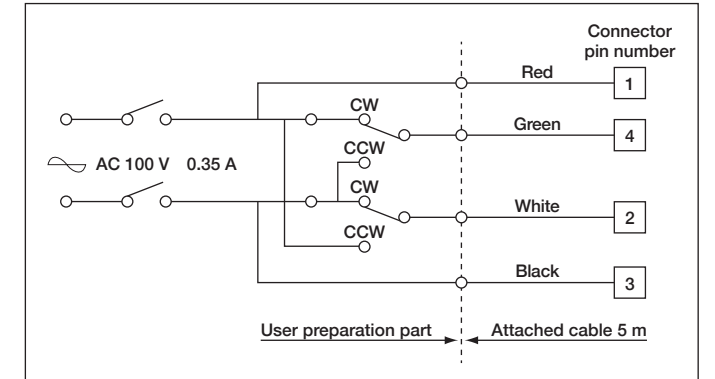 Connector
pin number
Red
1
CW
Green
4
CCW
AC 100 V 0.35 A
CW
White
2
CCW
Black
3
User preparation part
Attached cable 5 m